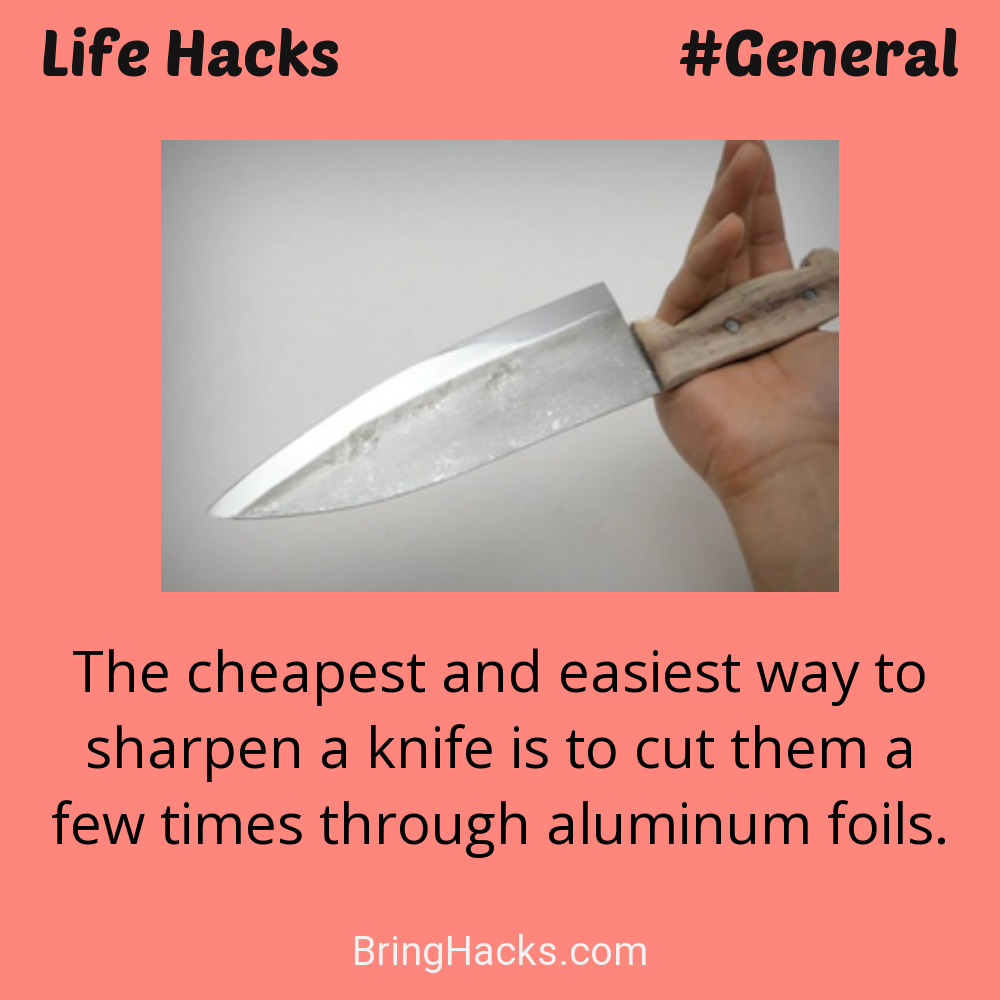 Life Hacks
#General
The cheapest and easiest way to
sharpen a knife is to cut them a
few times through aluminum foils.
BringHacks.com